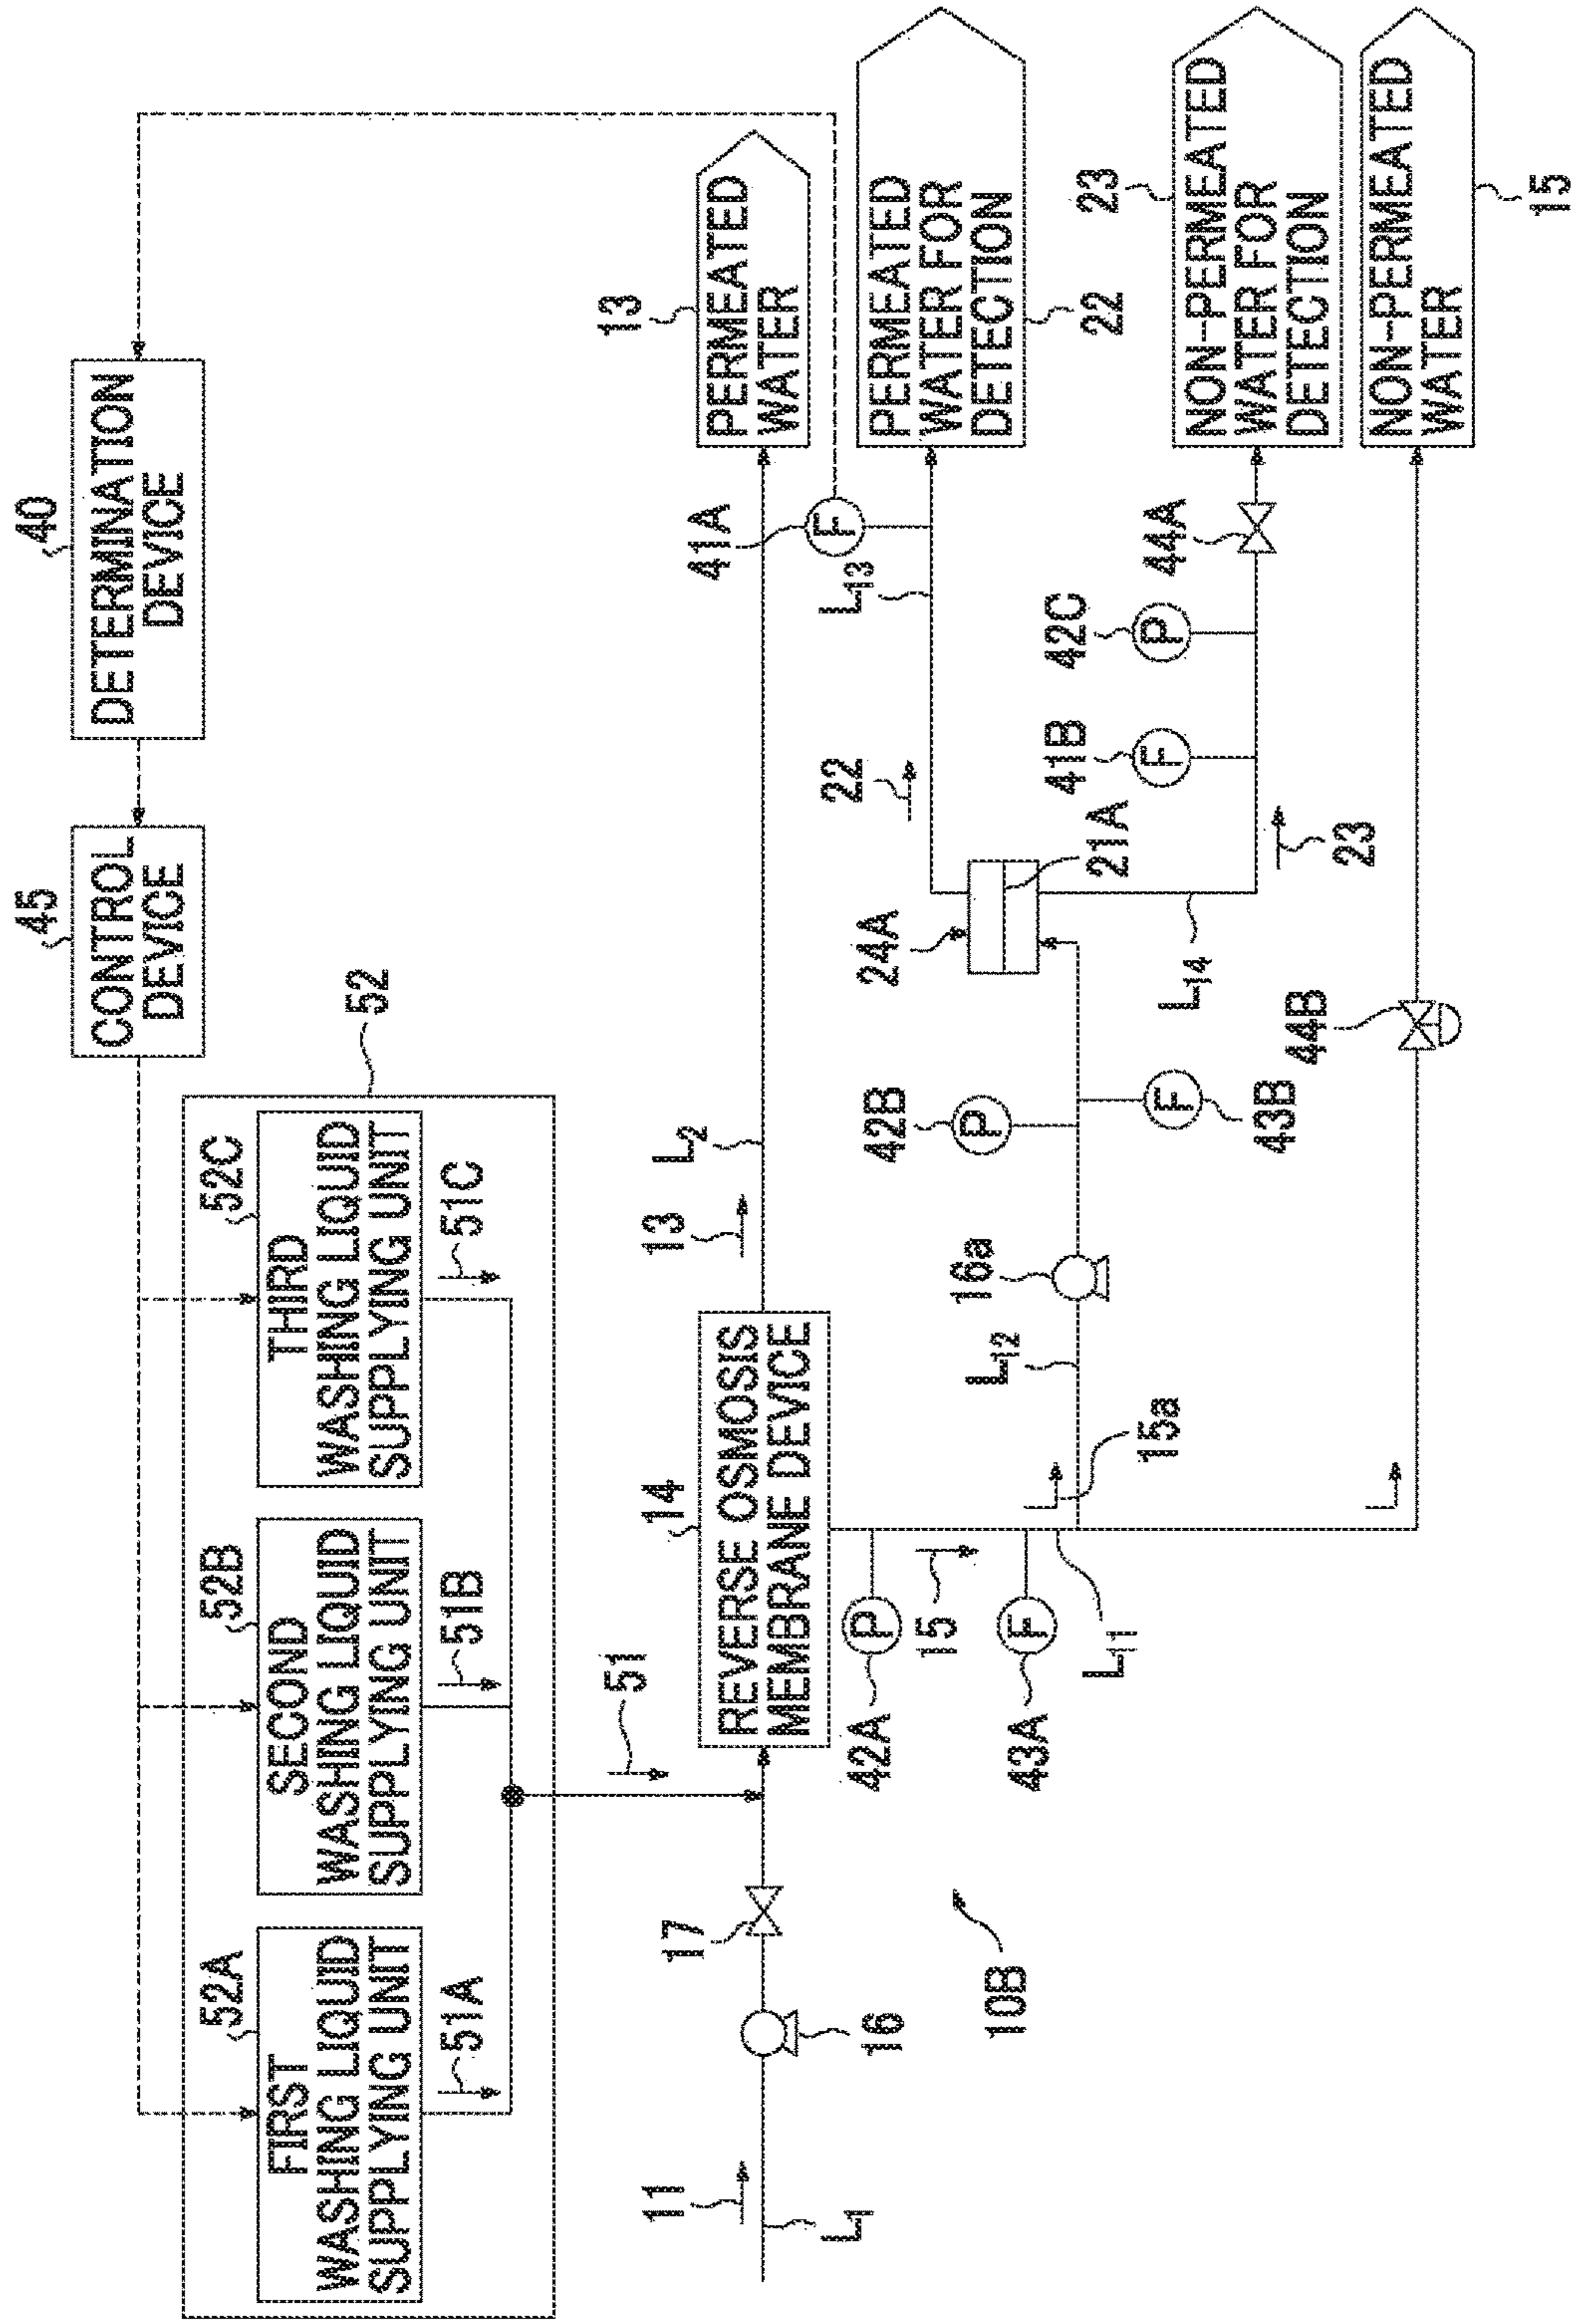 40
DETERMINATION
DEVICE
45
CONTROL
DEVICE
52
52A
FIRST
WASHING LIQUID
SUPPLYING UNIT
51A
52B
SECOND
WASHING LIQUID
SUPPLYING UNIT
51B
52C
THIRD
WASHING LIQUID
SUPPLYING UNIT
51C
51
11
L1
16
17
14
REVERSE OSMOSIS
MEMBRANE DEVICE
13
L2
13
PERMEATED
WATER
41A
F
L13
22
PERMEATED
WATER FOR
DETECTION
22
24A
21A
42B
P
43B
F
16a
L12
15a
42A
P
15
43A
F
L11
L14
23
41B
F
42C
P
44A
23
NON-PERMEATED
WATER FOR
DETECTION
44B
NON-PERMEATED
WATER
15
10B